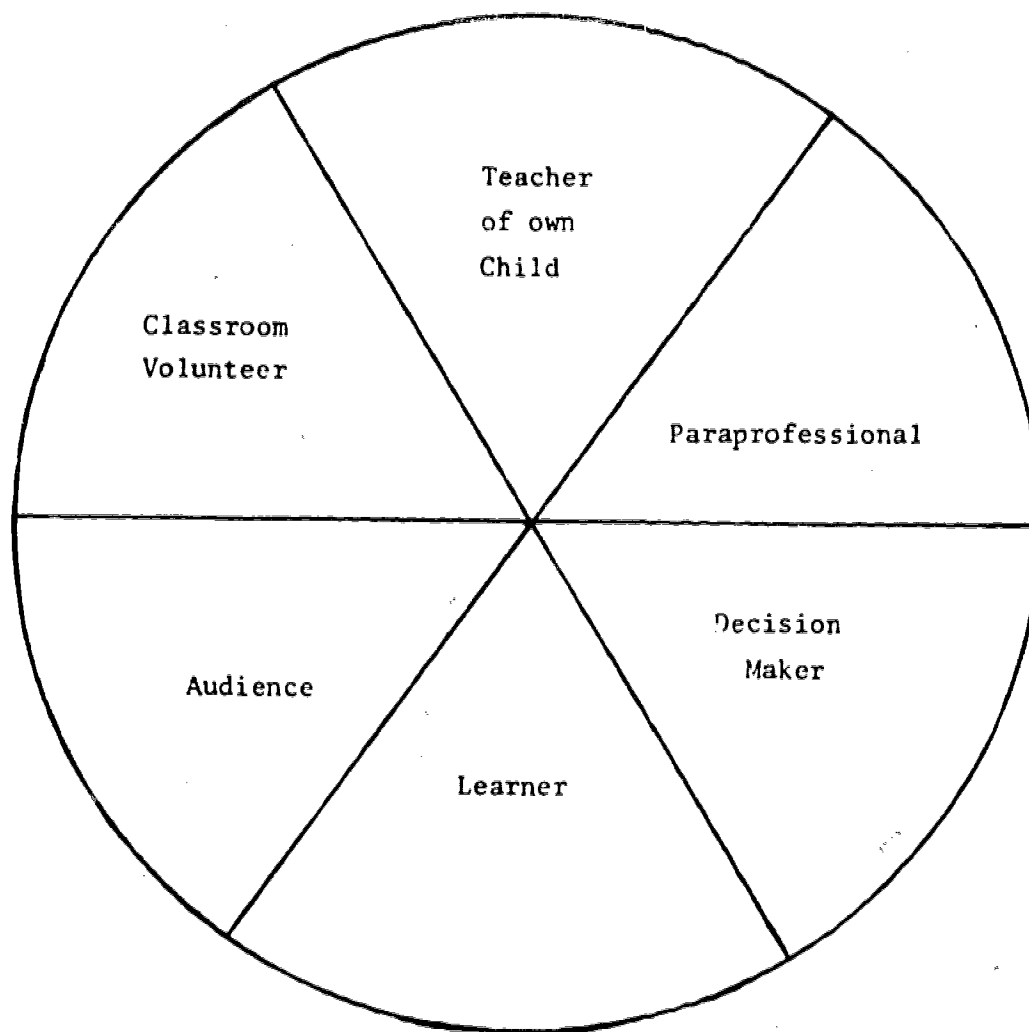 Teacher
of own
Child
Classroom
Volunteer
Paraprofessional
Decision
Maker
Audience
Learner